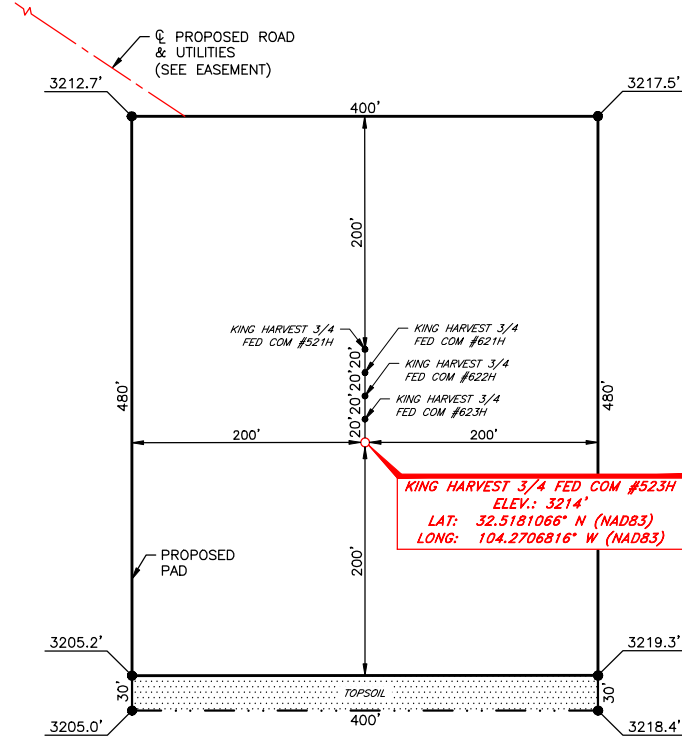 ℄ PROPOSED ROAD
& UTILITIES
(SEE EASEMENT)
3212.7'
3217.5'
400'
200'
KING HARVEST 3/4
FED COM #521H
KING HARVEST 3/4
FED COM #621H
KING HARVEST 3/4
FED COM #622H
KING HARVEST 3/4
FED COM #623H
20'
20'
20'
20'
480'
480'
200'
200'
KING HARVEST 3/4 FED COM #523H
ELEV.: 3214'
LAT: 32.5181066° N (NAD83)
LONG: 104.2706816° W (NAD83)
200'
PROPOSED
PAD
3205.2'
3219.3'
30'
TOPSOIL
30'
400'
3205.0'
3218.4'